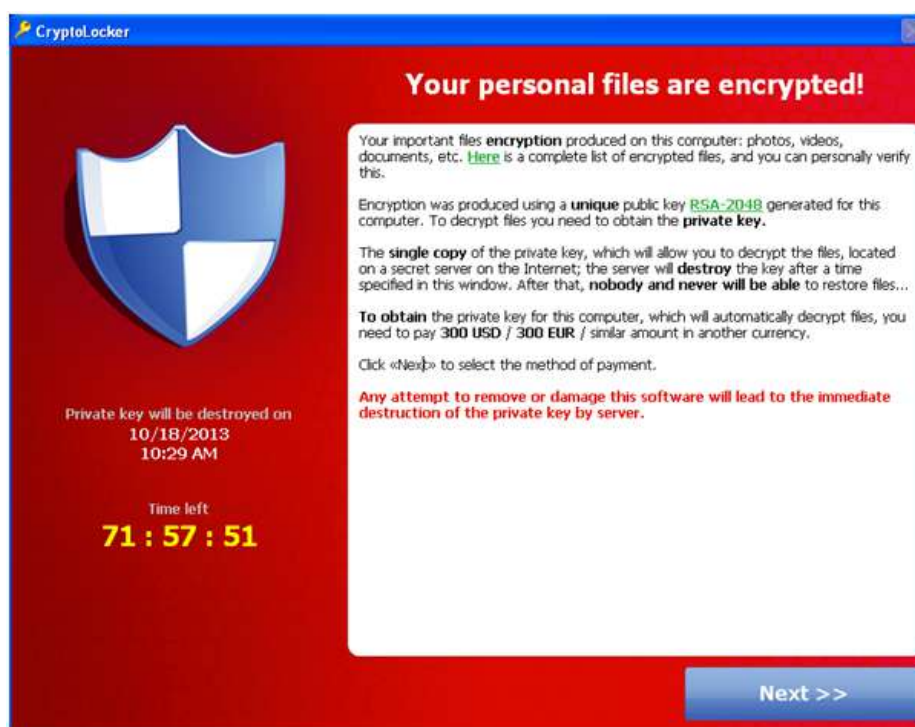 CryptoLocker
Your personal files are encrypted!
Your important files encryption produced on this computer: photos, videos,
documents, etc. Here is a complete list of encrypted files, and you can personally verify
this.
Encryption was produced using a unique public key RSA-2048 generated for this
computer. To decrypt files you need to obtain the private key.
The single copy of the private key, which will allow you to decrypt the files, located
on a secret server on the Internet; the server will destroy the key after a time
specified in this window. After that, nobody and never will be able to restore files...
To obtain the private key for this computer, which will automatically decrypt files, you
need to pay 300 USD / 300 EUR / similar amount in another currency.
Click «Next» to select the method of payment.
Any attempt to remove or damage this software will lead to the immediate
destruction of the private key by server.
Private key will be destroyed on
10/18/2013
10:29 AM
Time left
71 : 57 : 51
Next >>